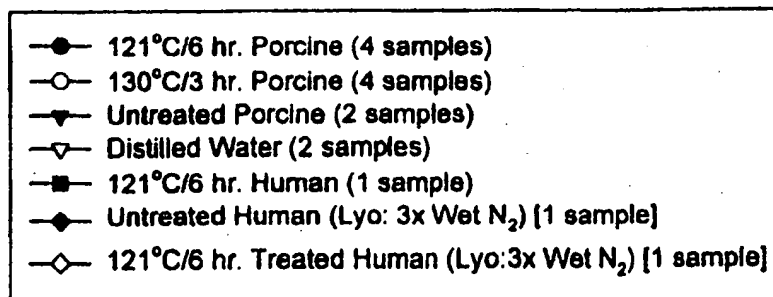 121°C/6 hr. Porcine (4 samples)
130°C/3 hr. Porcine (4 samples)
Untreated Porcine (2 samples)
Distilled Water (2 samples)
121°C/6 hr. Human (1 sample)
Untreated Human (Lyo: 3x Wet N₂) [1 sample]
121°C/6 hr. Treated Human (Lyo:3x Wet N₂) [1 sample]